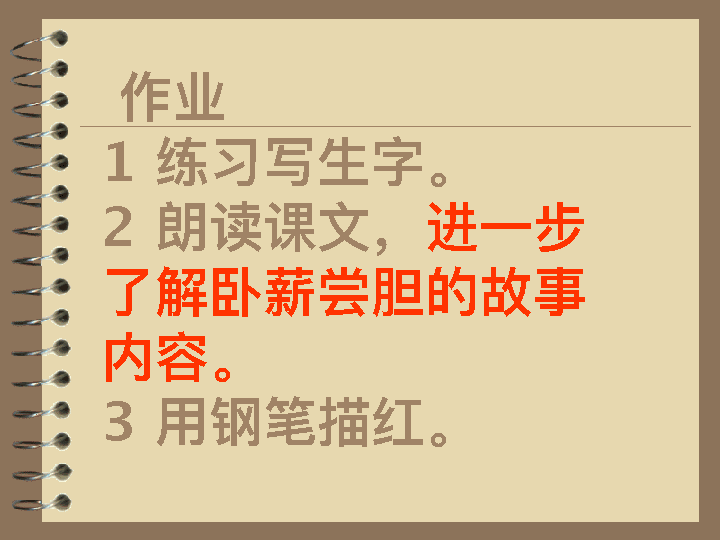 作业
1 练习写生字。
2 朗读课文，进一步
了解卧薪尝胆的故事
内容。
3 用钢笔描红。